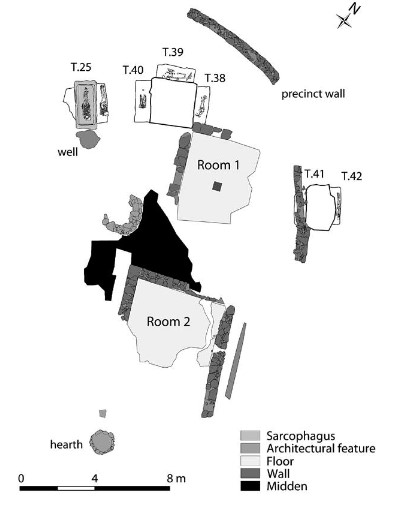 N
T.39
T.25
T.40
T.38
precinct wall
well
Room 1
T.41
T.42
Room 2
hearth
Sarcophagus
Architectural feature
Floor
Wall
Midden
0 4 8 m